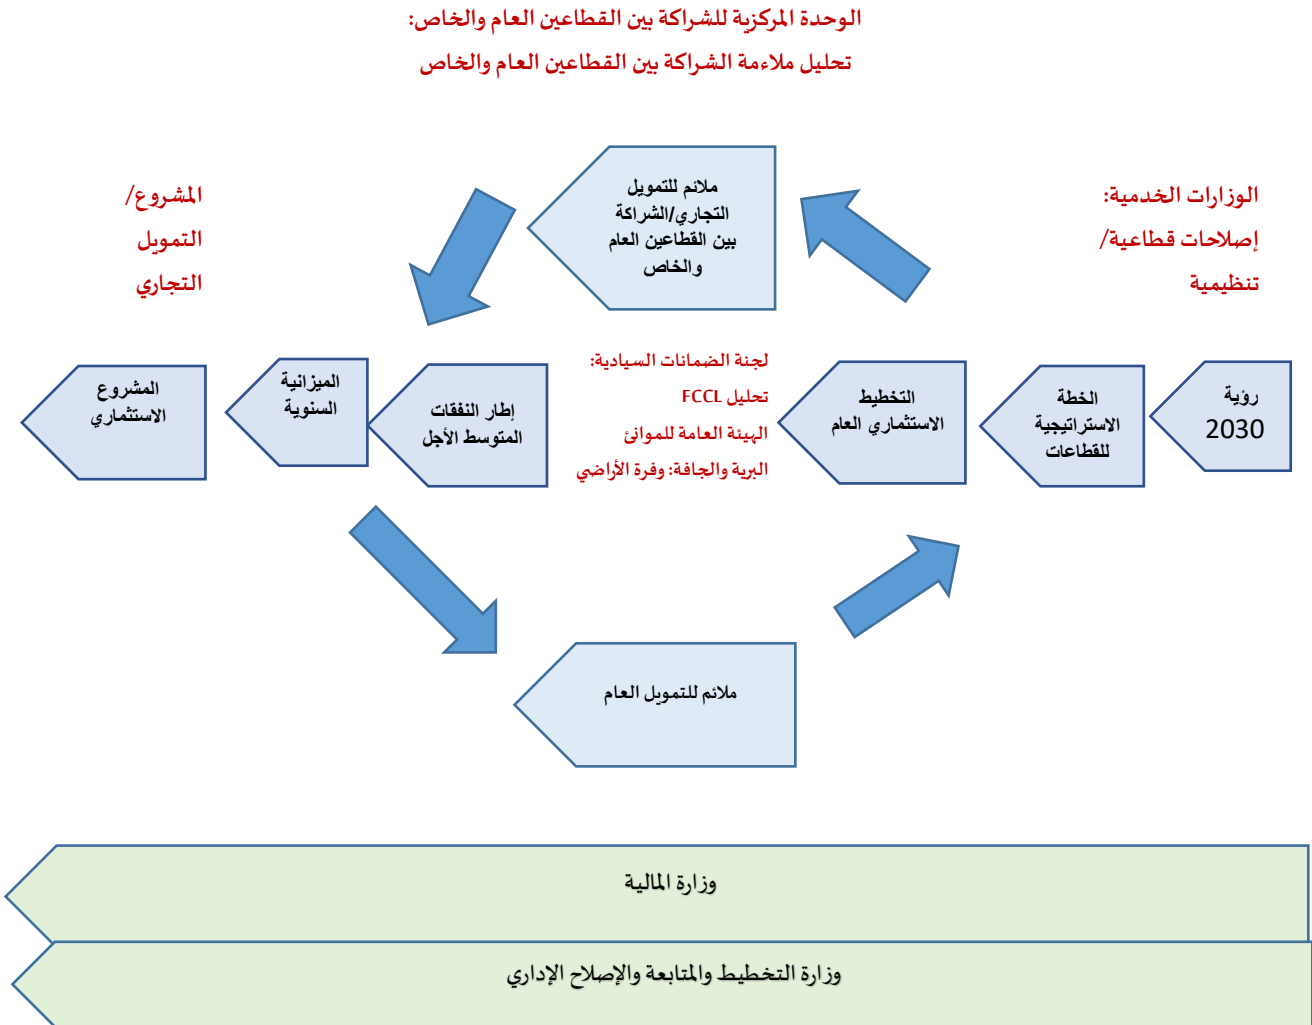 الوحدة المركزية للشراكة بين القطاعين العام والخاص:
تحليل ملاءمة الشراكة بين القطاعين العام والخاص
الوزارات الخدمية:
إصلاحات قطاعية/
تنظيمية
ملائم للتمويل
التجاري/الشراكة
بين القطاعين العام
والخاص
المشروع/
التمويل
التجاري
رؤية
2030
الخطة
الاستراتيجية
للقطاعات
التخطيط
الاستثماري العام
لجنة الضمانات السيادية:
تحليل FCCL
الهيئة العامة للموانئ
البرية والجافة: وفرة الأراضي
إطار النفقات
المتوسط الأجل
الميزانية
السنوية
المشروع
الاستثماري
ملائم للتمويل العام
وزارة المالية
وزارة التخطيط والمتابعة والإصلاح الإداري